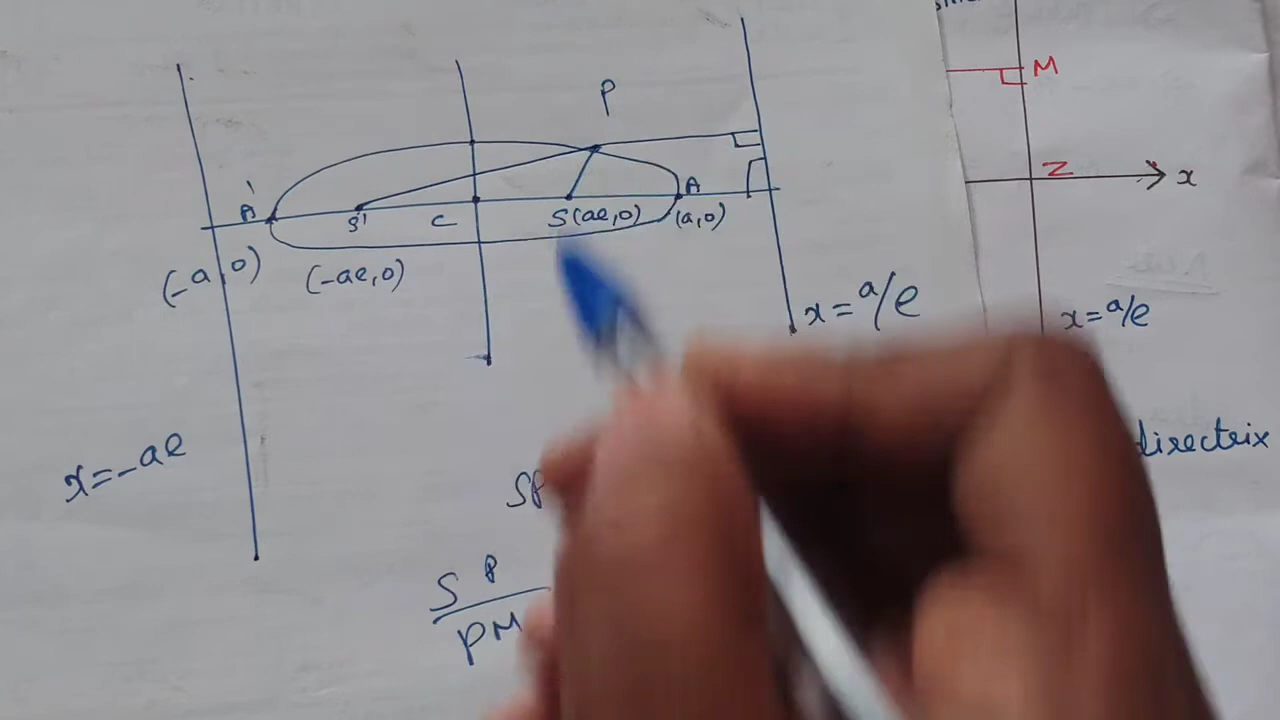 M
P
Z
x
A'
S'
C
S(ae,0)
A
(a,0)
(-a,0)
(-ae,0)
x=a/e
x=a/e
x=-ae
directrix
SP
SP
PM